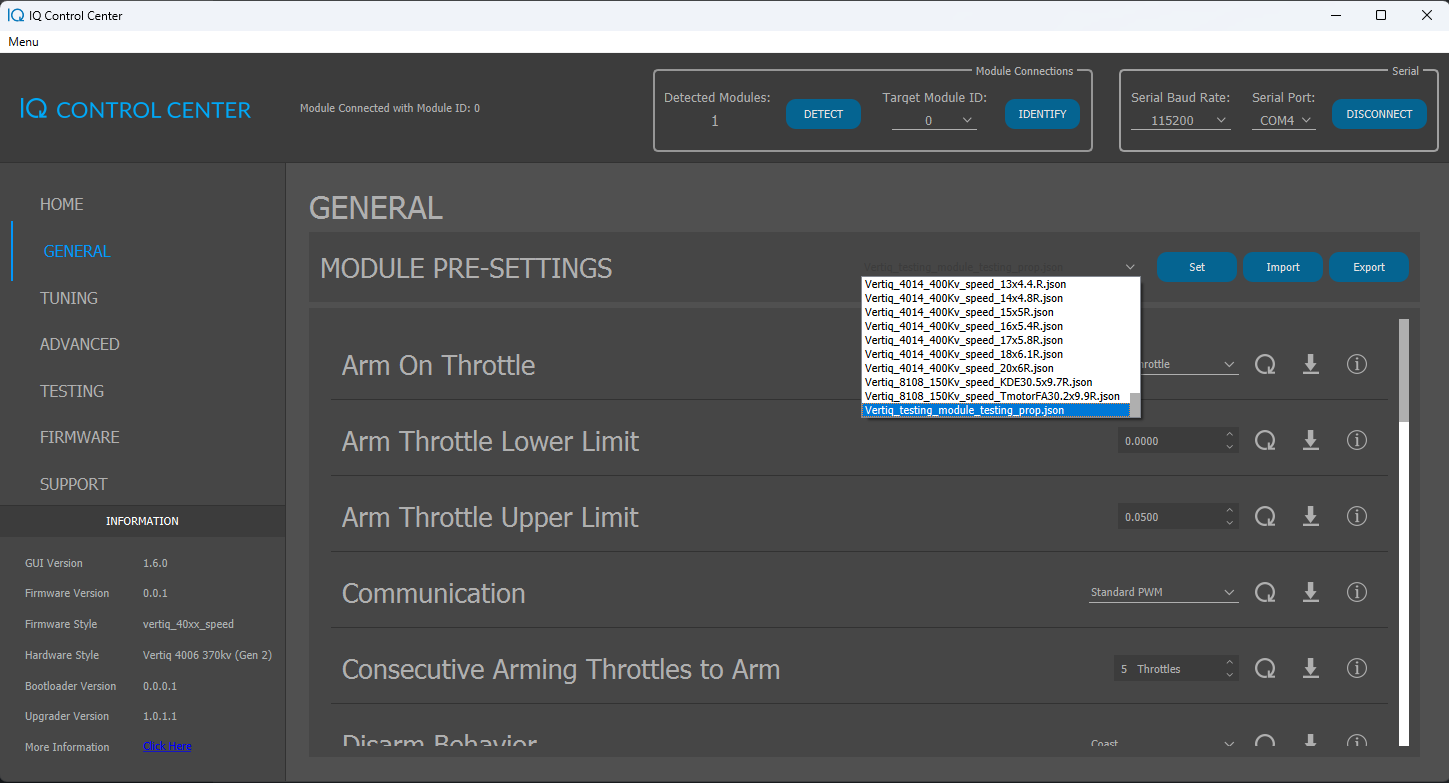 IQ Control Center
Menu
IQ CONTROL CENTER
Module Connected with Module ID: 0
Module Connections
Detected Modules:
1
DETECT
Target Module ID:
0
IDENTIFY
Serial
Serial Baud Rate:
115200
Serial Port:
COM4
DISCONNECT
HOME
GENERAL
TUNING
ADVANCED
TESTING
FIRMWARE
SUPPORT
INFORMATION
GUI Version 1.6.0
Firmware Version 0.0.1
Firmware Style vertiq_40xx_speed
Hardware Style Vertiq 4006 370kv (Gen 2)
Bootloader Version 0.0.0.1
Upgrader Version 1.0.1.1
More Information Click Here
GENERAL
MODULE PRE-SETTINGS
Vertiq_testing_module_testing_prop.json
Set
Import
Export
Vertiq_4014_400Kv_speed_13x4.4.R.json
Vertiq_4014_400Kv_speed_14x4.8R.json
Vertiq_4014_400Kv_speed_15x5R.json
Vertiq_4014_400Kv_speed_16x5.4R.json
Vertiq_4014_400Kv_speed_17x5.8R.json
Vertiq_4014_400Kv_speed_18x6.1R.json
Vertiq_4014_400Kv_speed_20x6R.json
Vertiq_8108_150Kv_speed_KDE30.5x9.7R.json
Vertiq_8108_150Kv_speed_TmotorFA30.2x9.9R.json
Vertiq_testing_module_testing_prop.json
Arm On Throttle
Arm Throttle Lower Limit 0.0000
Arm Throttle Upper Limit 0.0500
Communication Standard PWM
Consecutive Arming Throttles to Arm 5 Throttles
Disarm Behavior Coast